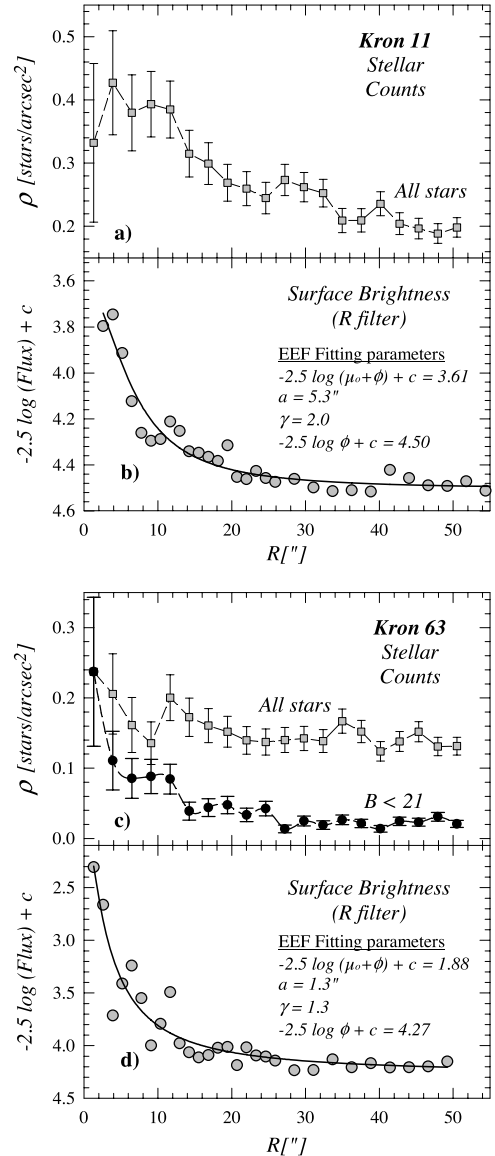 Kron 11
Stellar
Counts
0.5
0.4
0.3
0.2
ρ [stars/arcsec²]
All stars
a)
3.6
3.8
4.0
4.2
4.4
4.6
-2.5 log (Flux) + c
Surface Brightness
(R filter)
EEF Fitting parameters
-2.5 log (μₒ+ϕ) + c = 3.61
a = 5.3"
γ = 2.0
-2.5 log ϕ + c = 4.50
b)
0 10 20 30 40 50
R["]
Kron 63
Stellar
Counts
0.3
0.2
0.1
0.0
ρ [stars/arcsec²]
All stars
B < 21
c)
2.5
3.0
3.5
4.0
4.5
-2.5 log (Flux) + c
Surface Brightness
(R filter)
EEF Fitting parameters
-2.5 log (μₒ+ϕ) + c = 1.88
a = 1.3"
γ = 1.3
-2.5 log ϕ + c = 4.27
d)
0 10 20 30 40 50
R["]